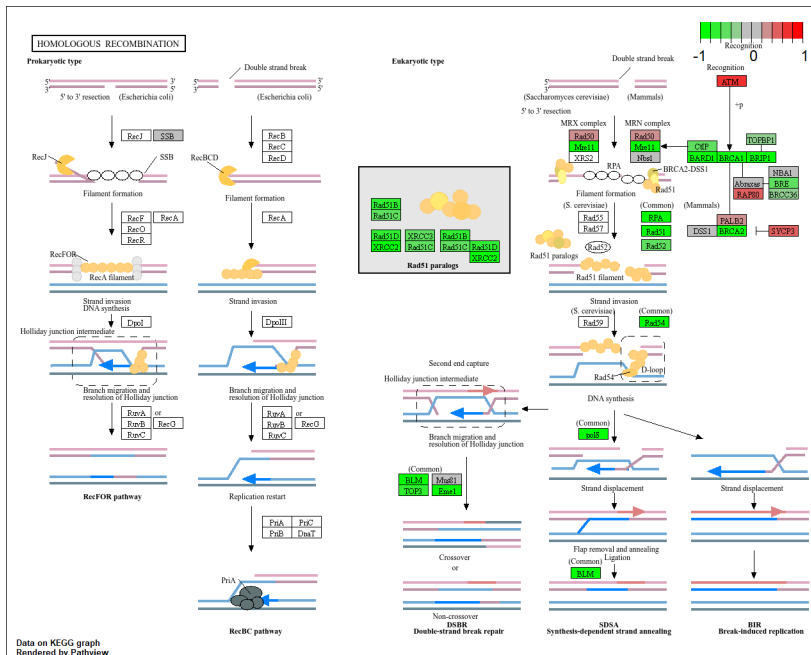 HOMOLOGOUS RECOMBINATION
Prokaryotic type
5'
3'
3'
5'
5' to 3' resection
(Escherichia coli)
RecJ
SSB
RecJ
SSB
Filament formation
RecF
RecA
RecO
RecR
RecFOR
RecA filament
Strand invasion
DNA synthesis
DpoI
Holliday junction intermediate
Branch migration and
resolution of Holliday junction
RuvA
or
RuvB
RecG
RuvC
RecFOR pathway
Double strand break
5'
3'
3'
5'
(Escherichia coli)
RecB
RecC
RecD
RecBCD
Filament formation
RecA
Strand invasion
DpoIII
Branch migration and
resolution of Holliday junction
RuvA
or
RuvB
RecG
RuvC
Replication restart
PriA
PriC
PriB
DnaT
PriA
RecBC pathway
Eukaryotic type
Double strand break
5'
3'
3'
5'
(Saccharomyces cerevisiae)
(Mammals)
5' to 3' resection
MRX complex
MRN complex
Rad50
Rad50
Mre11
Mre11
XRS2
Nbs1
RPA
BRCA2-DSS1
Rad51
Filament formation
(S. cerevisiae)
(Common)
Rad55
RPA
Rad57
Rad51
Rad52
Rad52
Rad51 paralogs
Rad51 filament
Strand invasion
(S. cerevisiae)
(Common)
Rad59
Rad54
Rad54
D-loop
DNA synthesis
Rad51B
Rad51C
Rad51D
XRCC3
Rad51B
XRCC2
Rad51C
Rad51C
Rad51D
XRCC2
Rad51 paralogs
Recognition
-1
0
1
Recognition
ATM
+p
CtIP
TOPBP1
BARD1
BRCA1
BRIP1
NBA1
Abraxas
BRE
RAP80
BRCC36
(Mammals)
PALB2
DSS1
BRCA2
SYCP3
Second end capture
Holliday junction intermediate
Branch migration and
resolution of Holliday junction
(Common)
BLM
Mus81
TOP3
Eme1
Crossover
or
Non-crossover
DSBR
Double-strand break repair
(Common)
polδ
Strand displacement
Flap removal and annealing
Ligation
(Common)
BLM
SDSA
Synthesis-dependent strand annealing
Strand displacement
BIR
Break-induced replication
Data on KEGG graph
Rendered by Pathview